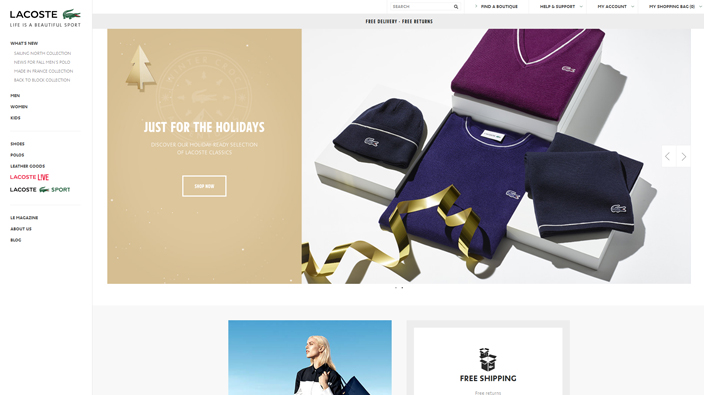 LACOSTE
LIFE IS A BEAUTIFUL SPORT
WHAT'S NEW
SAILING NORTH COLLECTION
NEWS FOR FALL MEN'S POLO
MADE IN FRANCE COLLECTION
BACK TO BLOCK COLLECTION
MEN
WOMEN
KIDS
SHOES
POLOS
LEATHER GOODS
LACOSTE L!VE
LACOSTE SPORT
LE MAGAZINE
ABOUT US
BLOG
SEARCH
FIND A BOUTIQUE
HELP & SUPPORT
MY ACCOUNT
MY SHOPPING BAG (0)
FREE DELIVERY - FREE RETURNS
JUST FOR THE HOLIDAYS
DISCOVER OUR HOLIDAY-READY SELECTION
OF LACOSTE CLASSICS
SHOP NOW
FREE SHIPPING
Free returns